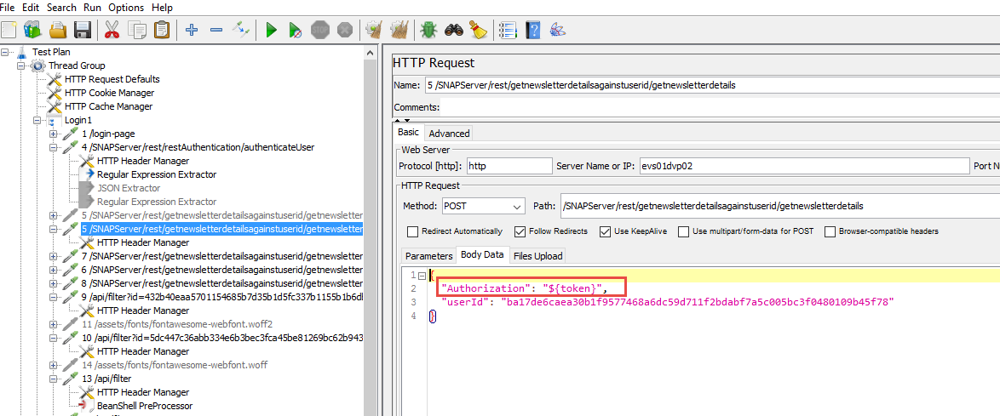 File Edit Search Run Options Help
Test Plan
Thread Group
HTTP Request Defaults
HTTP Cookie Manager
HTTP Cache Manager
Login1
1 /login-page
4 /SNAPServer/rest/restAuthentication/authenticateUser
HTTP Header Manager
Regular Expression Extractor
JSON Extractor
Regular Expression Extractor
5 /SNAPServer/rest/getnewsletterdetailsagainstuserid/getnewsletter
5 /SNAPServer/rest/getnewsletterdetailsagainstuserid/getnewsletter
HTTP Header Manager
7 /SNAPServer/rest/getnewsletterdetailsagainstuserid/getnewsletter
6 /SNAPServer/rest/getnewsletterdetailsagainstuserid/getnewsletter
8 /SNAPServer/rest/getnewsletterdetailsagainstuserid/getnewsletter
9 /api/filter?id=432b40eaa5701154685b7d35b1d5fc337b1155b1b6d
HTTP Header Manager
11 /assets/fonts/fontawesome-webfont.woff2
10 /api/filter?id=5dc447c36abb334e6b3bec3fca45be81269bc62b943
HTTP Header Manager
14 /assets/fonts/fontawesome-webfont.woff
13 /api/filter
HTTP Header Manager
BeanShell PreProcessor
HTTP Request
Name: 5 /SNAPServer/rest/getnewsletterdetailsagainstuserid/getnewsletterdetails
Comments:
Basic Advanced
Web Server
Protocol [http]: http Server Name or IP: evs01dvp02 Port N
HTTP Request
Method: POST Path: /SNAPServer/rest/getnewsletterdetailsagainstuserid/getnewsletterdetails
Redirect Automatically Follow Redirects Use KeepAlive Use multipart/form-data for POST Browser-compatible headers
Parameters Body Data Files Upload
1 {
2 "Authorization": "${token}",
3 "userId": "ba17de6caea30b1f9577468a6dc59d711f2bdabf7a5c005bc3f0480109b45f78"
4 }